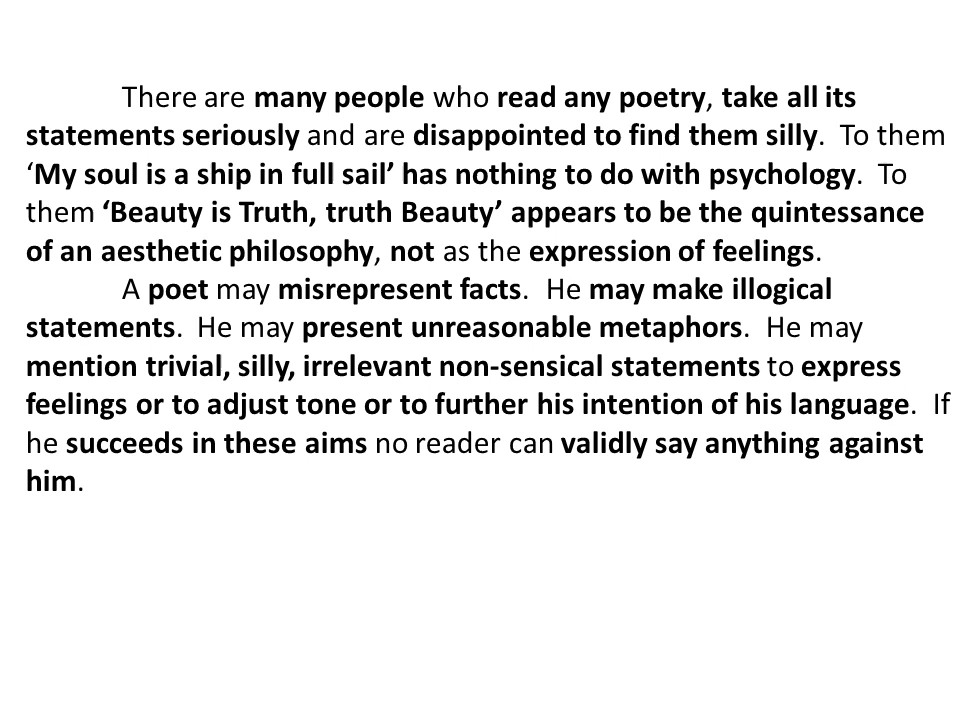 There are many people who read any poetry, take all its
statements seriously and are disappointed to find them silly. To them
‘My soul is a ship in full sail’ has nothing to do with psychology. To
them ‘Beauty is Truth, truth Beauty’ appears to be the quintessance
of an aesthetic philosophy, not as the expression of feelings.
A poet may misrepresent facts. He may make illogical
statements. He may present unreasonable metaphors. He may
mention trivial, silly, irrelevant non-sensical statements to express
feelings or to adjust tone or to further his intention of his language. If
he succeeds in these aims no reader can validly say anything against
him.